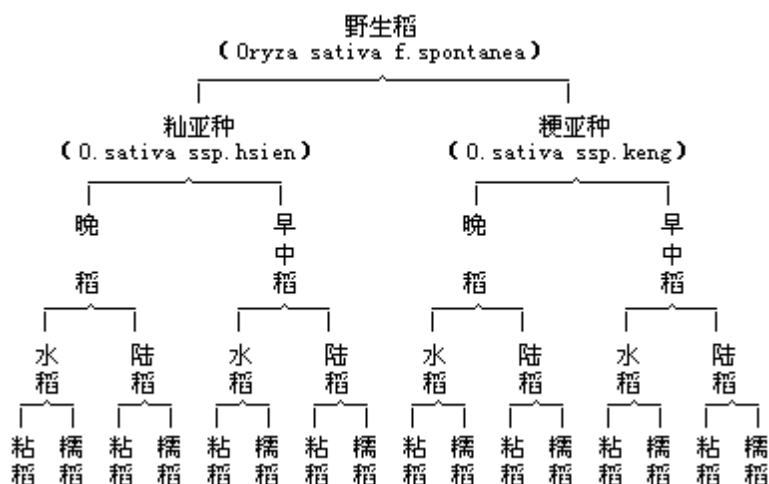 野生稻
( Oryza sativa f.spontanea)
籼亚种
( O.sativa ssp.hsien)
粳亚种
( O.sativa ssp.keng)
晚稻
早中稻
晚稻
早中稻
水稻
陆稻
水稻
陆稻
水稻
陆稻
水稻
陆稻
粘稻
糯稻
粘稻
糯稻
粘稻
糯稻
粘稻
糯稻
粘稻
糯稻
粘稻
糯稻
粘稻
糯稻
粘稻
糯稻